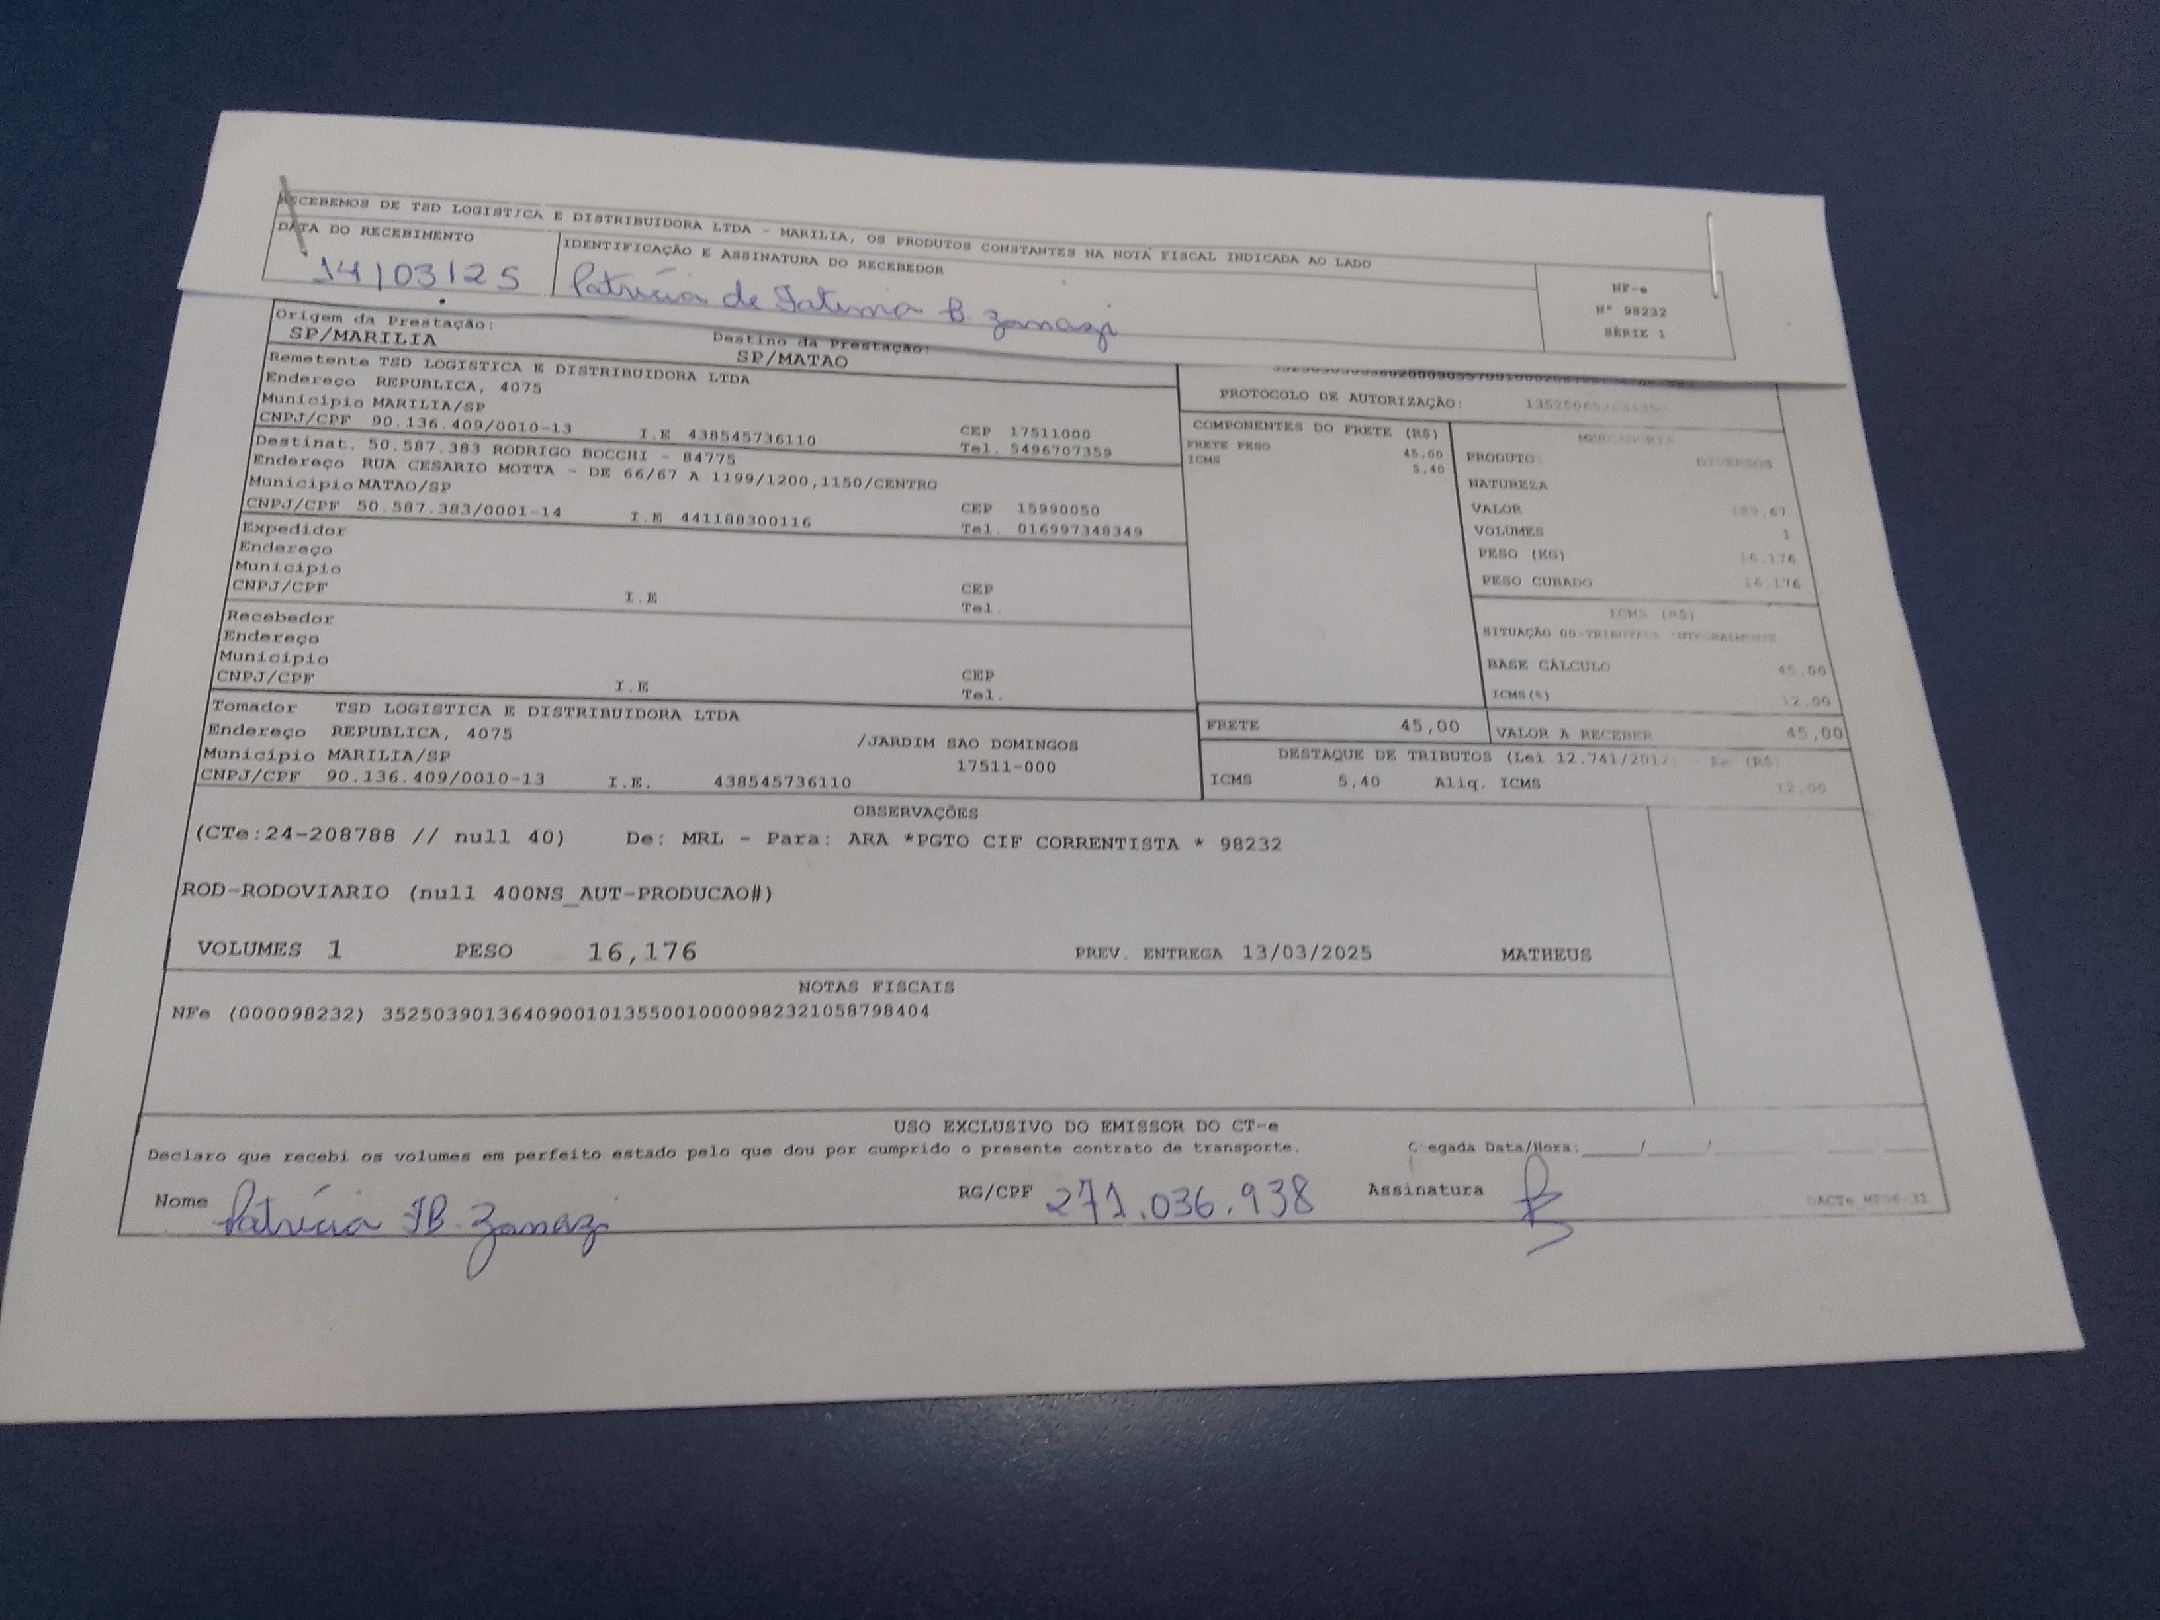 RECEBEMOS DE TSD LOGISTICA E DISTRIBUIDORA LTDA - MARILIA, OS PRODUTOS CONSTANTES NA NOTA FISCAL INDICADA AO LADO
DATA DO RECEBIMENTO
14/03/25
IDENTIFICAÇÃO E ASSINATURA DO RECEBEDOR
Patrícia de Fatima B. Zanazi
NF-e
N° 98232
SÉRIE 1
Origem da Prestação:
SP/MARILIA
Destino da Prestação:
SP/MATAO
Remetente TSD LOGISTICA E DISTRIBUIDORA LTDA
Endereço REPUBLICA, 4075
Município MARILIA/SP
CNPJ/CPF 90.136.409/0010-13 I.E 438545736110
CEP 17511000
Tel. 5496707359
Destinat. 50.587.383 RODRIGO BOCCHI - 84775
Endereço RUA CESARIO MOTTA - DE 66/67 A 1199/1200,1150/CENTRO
Município MATAO/SP
CNPJ/CPF 50.587.383/0001-14 I.E 441188300116
CEP 15990050
Tel. 016997348349
Expedidor
Endereço
Município
CNPJ/CPF I.E
CEP
Tel.
Recebedor
Endereço
Município
CNPJ/CPF I.E
CEP
Tel.
Tomador TSD LOGISTICA E DISTRIBUIDORA LTDA
Endereço REPUBLICA, 4075 /JARDIM SAO DOMINGOS
Município MARILIA/SP 17511-000
CNPJ/CPF 90.136.409/0010-13 I.E. 438545736110
PROTOCOLO DE AUTORIZAÇÃO:
COMPONENTES DO FRETE (R$)
FRETE PESO 45,00
ICMS 5,40
MERCADORIA
PRODUTO: DIVERSOS
NATUREZA
VALOR
VOLUMES 1
PESO (KG) 16,176
PESO CUBADO 16,176
ICMS (R$)
SITUAÇÃO 00-TRIBUTACE INTEGRALMENTE
BASE CÁLCULO 45,00
ICMS(%) 12,00
FRETE 45,00
VALOR A RECEBER 45,00
DESTAQUE DE TRIBUTOS (Lei 12.741/2012) - Em (R$)
ICMS 5,40 Aliq. ICMS 12,00
OBSERVAÇÕES
(CTe:24-208788 // null 40) De: MRL - Para: ARA *PGTO CIF CORRENTISTA * 98232
ROD-RODOVIARIO (null 400NS_AUT-PRODUCAO#)
VOLUMES 1 PESO 16,176 PREV. ENTREGA 13/03/2025 MATHEUS
NOTAS FISCAIS
NFe (000098232) 35250390136409001013550010000982321058798404
USO EXCLUSIVO DO EMISSOR DO CT-e
Declaro que recebi os volumes em perfeito estado pelo que dou por cumprido o presente contrato de transporte.
Chegada Data/Hora:____/____/
Nome Patrícia FB. Zanazi
RG/CPF 271.036.938
Assinatura